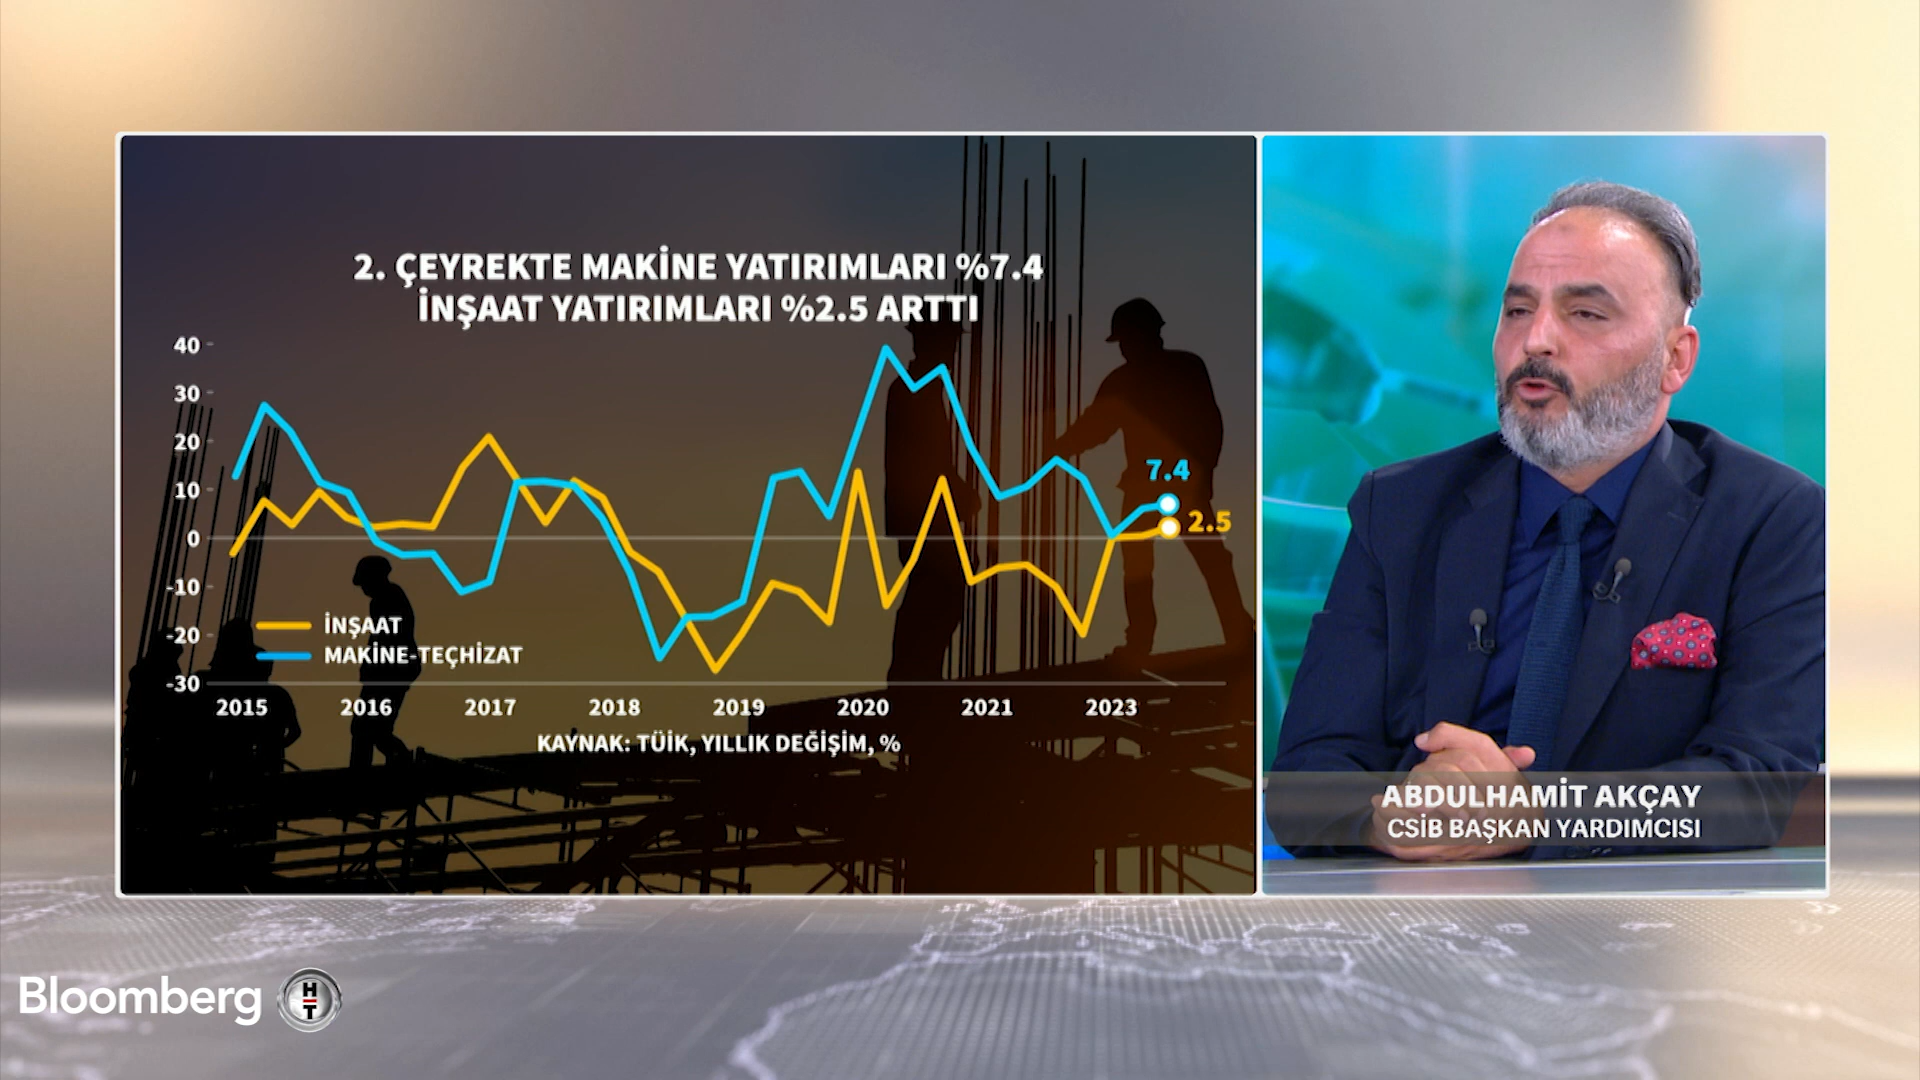 2. ÇEYREKTE MAKİNE YATIRIMLARI %7.4
İNŞAAT YATIRIMLARI %2.5 ARTTI
40
30
20
10
0
-10
-20
-30
7.4
2.5
İNŞAAT
MAKİNE-TEÇHİZAT
2015 2016 2017 2018 2019 2020 2021 2023
KAYNAK: TÜİK, YILLIK DEĞİŞİM, %
ABDULHAMİT AKÇAY
CSİB BAŞKAN YARDIMCISI
Bloomberg HT